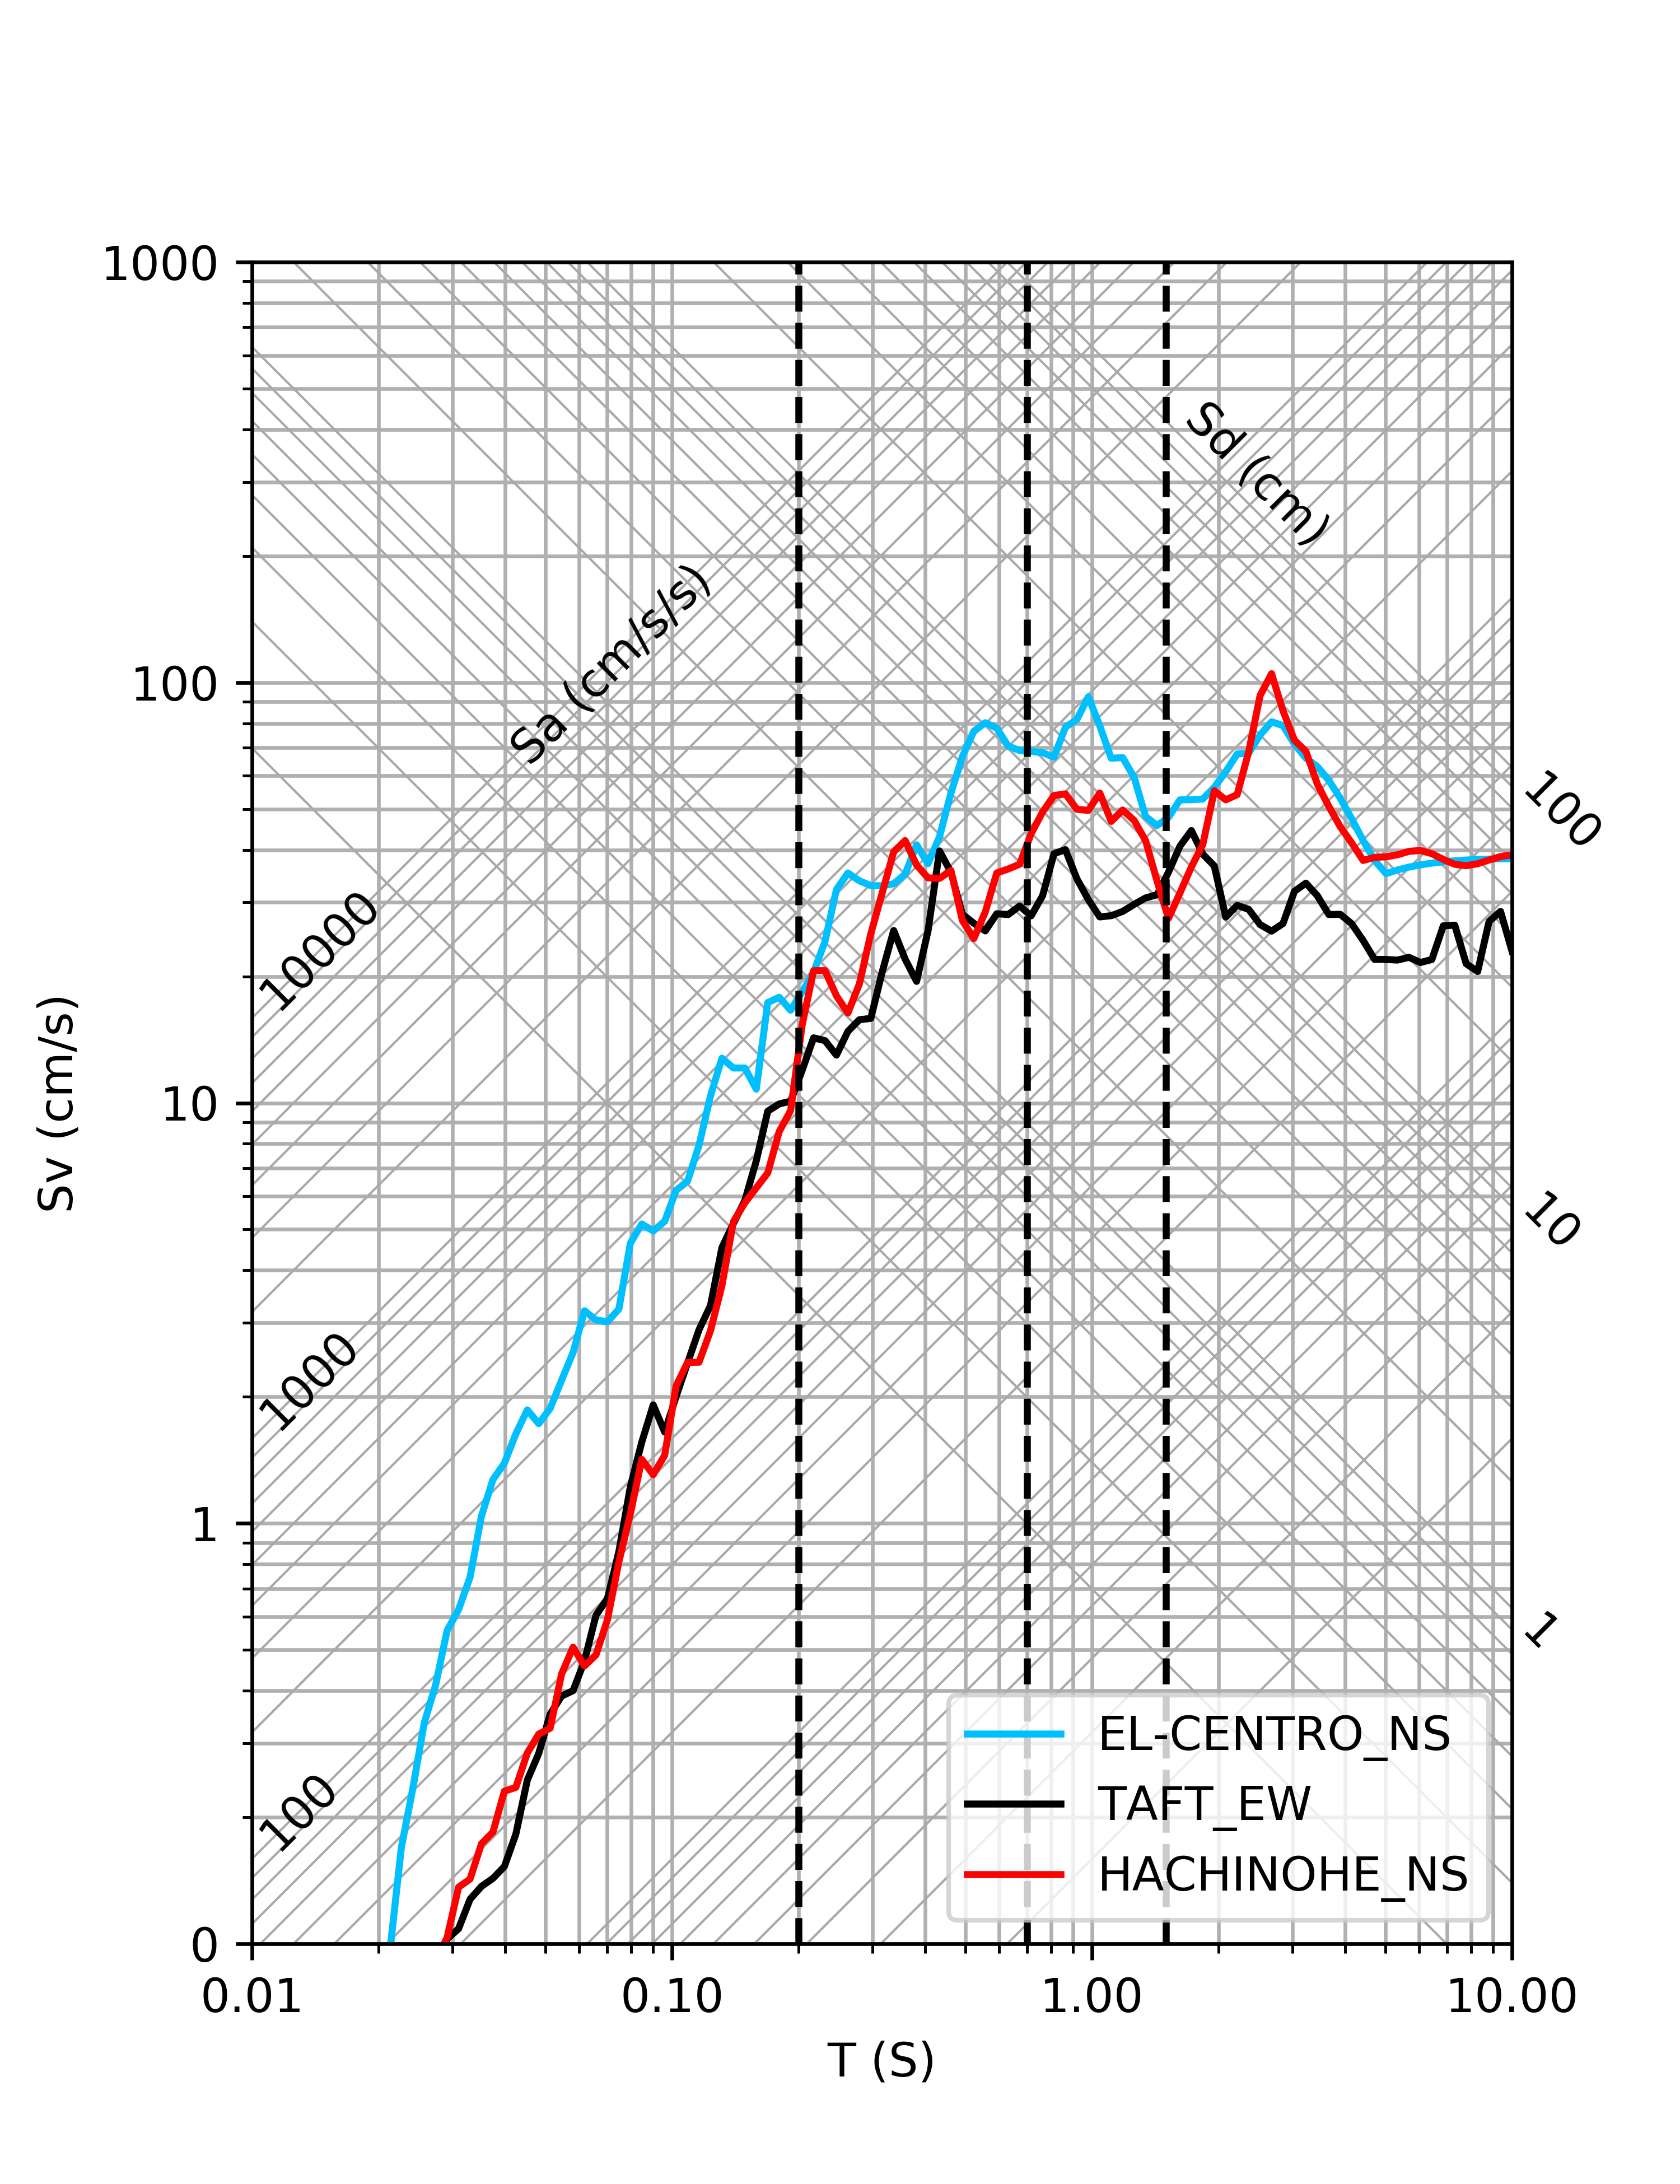 1000
100
10
1
0
Sv (cm/s)
Sa (cm/s/s)
Sd (cm)
10000
1000
100
100
10
1
EL-CENTRO_NS
TAFT_EW
HACHINOHE_NS
0.01
0.10
1.00
10.00
T (S)